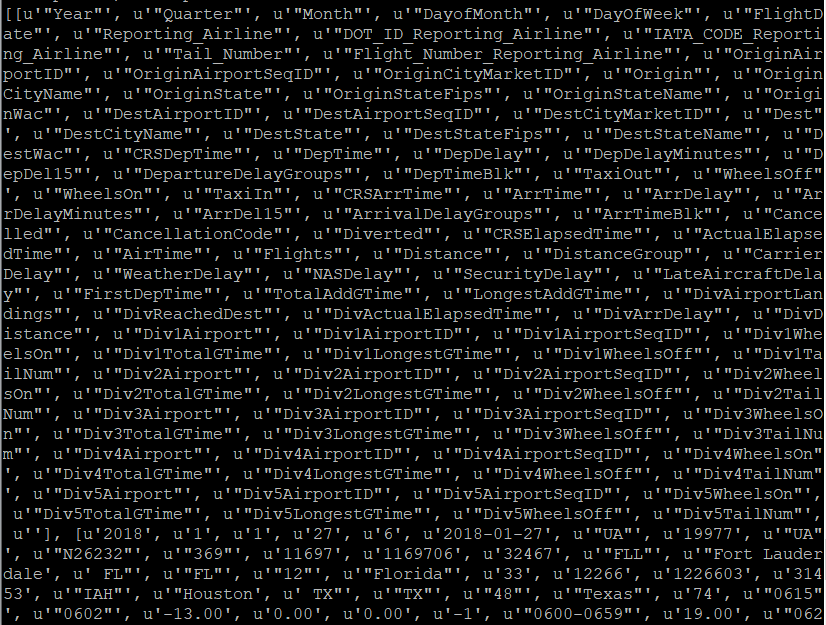 [[u'"Year"', u'"Quarter"', u'"Month"', u'"DayofMonth"', u'"DayOfWeek"', u'"FlightD
ate"', u'"Reporting_Airline"', u'"DOT_ID_Reporting_Airline"', u'"IATA_CODE_Reporti
ng_Airline"', u'"Tail_Number"', u'"Flight_Number_Reporting_Airline"', u'"OriginAir
portID"', u'"OriginAirportSeqID"', u'"OriginCityMarketID"', u'"Origin"', u'"Origin
CityName"', u'"OriginState"', u'"OriginStateFips"', u'"OriginStateName"', u'"Origi
nWac"', u'"DestAirportID"', u'"DestAirportSeqID"', u'"DestCityMarketID"', u'"Dest"
', u'"DestCityName"', u'"DestState"', u'"DestStateFips"', u'"DestStateName"', u'"D
estWac"', u'"CRSDepTime"', u'"DepTime"', u'"DepDelay"', u'"DepDelayMinutes"', u'"D
epDel15"', u'"DepartureDelayGroups"', u'"DepTimeBlk"', u'"TaxiOut"', u'"WheelsOff"
', u'"WheelsOn"', u'"TaxiIn"', u'"CRSArrTime"', u'"ArrTime"', u'"ArrDelay"', u'"Ar
rDelayMinutes"', u'"ArrDel15"', u'"ArrivalDelayGroups"', u'"ArrTimeBlk"', u'"Cance
lled"', u'"CancellationCode"', u'"Diverted"', u'"CRSElapsedTime"', u'"ActualElapse
dTime"', u'"AirTime"', u'"Flights"', u'"Distance"', u'"DistanceGroup"', u'"Carrier
Delay"', u'"WeatherDelay"', u'"NASDelay"', u'"SecurityDelay"', u'"LateAircraftDela
y"', u'"FirstDepTime"', u'"TotalAddGTime"', u'"LongestAddGTime"', u'"DivAirportLan
dings"', u'"DivReachedDest"', u'"DivActualElapsedTime"', u'"DivArrDelay"', u'"DivD
istance"', u'"Div1Airport"', u'"Div1AirportID"', u'"Div1AirportSeqID"', u'"Div1Whe
elsOn"', u'"Div1TotalGTime"', u'"Div1LongestGTime"', u'"Div1WheelsOff"', u'"Div1Ta
ilNum"', u'"Div2Airport"', u'"Div2AirportID"', u'"Div2AirportSeqID"', u'"Div2Wheel
sOn"', u'"Div2TotalGTime"', u'"Div2LongestGTime"', u'"Div2WheelsOff"', u'"Div2Tail
Num"', u'"Div3Airport"', u'"Div3AirportID"', u'"Div3AirportSeqID"', u'"Div3WheelsO
n"', u'"Div3TotalGTime"', u'"Div3LongestGTime"', u'"Div3WheelsOff"', u'"Div3TailNu
m"', u'"Div4Airport"', u'"Div4AirportID"', u'"Div4AirportSeqID"', u'"Div4WheelsOn"
', u'"Div4TotalGTime"', u'"Div4LongestGTime"', u'"Div4WheelsOff"', u'"Div4TailNum"
', u'"Div5Airport"', u'"Div5AirportID"', u'"Div5AirportSeqID"', u'"Div5WheelsOn"',
 u'"Div5TotalGTime"', u'"Div5LongestGTime"', u'"Div5WheelsOff"', u'"Div5TailNum"',
 u''], [u'2018', u'1', u'1', u'27', u'6', u'2018-01-27', u'"UA"', u'19977', u'"UA"
', u'"N26232"', u'"369"', u'11697', u'1169706', u'32467', u'"FLL"', u'"Fort Lauder
dale', u' FL"', u'"FL"', u'"12"', u'"Florida"', u'33', u'12266', u'1226603', u'314
53', u'"IAH"', u'"Houston', u' TX"', u'"TX"', u'"48"', u'"Texas"', u'74', u'"0615"
', u'"0602"', u'-13.00', u'0.00', u'0.00', u'-1', u'"0600-0659"', u'19.00', u'"062